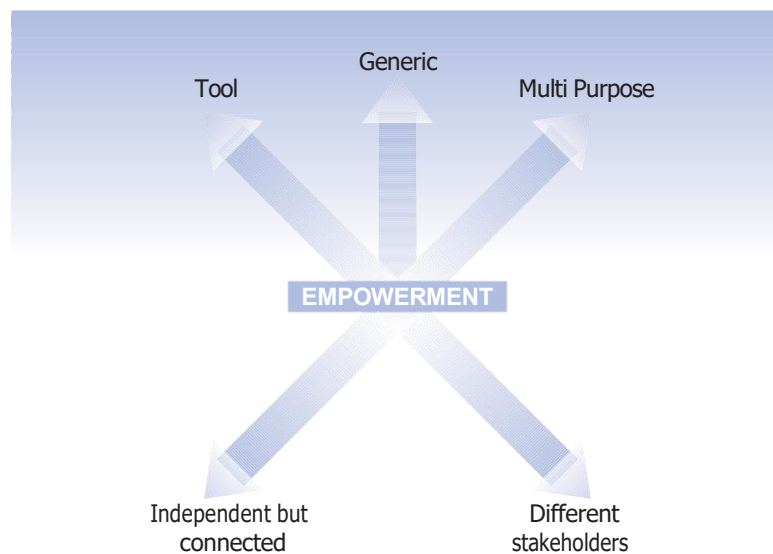 Generic
Tool
Multi Purpose
EMPOWERMENT
Independent but
connected
Different
stakeholders